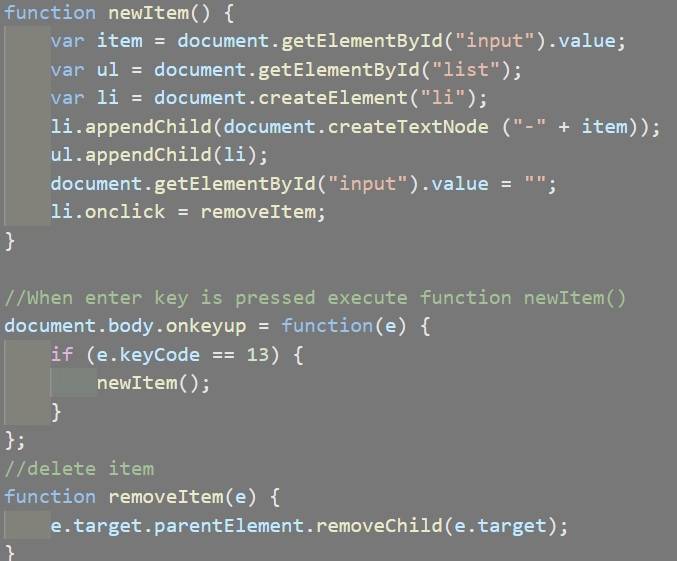 function newItem() {
    var item = document.getElementById("input").value;
    var ul = document.getElementById("list");
    var li = document.createElement("li");
    li.appendChild(document.createTextNode ("-" + item));
    ul.appendChild(li);
    document.getElementById("input").value = "";
    li.onclick = removeItem;
}
//When enter key is pressed execute function newItem()
document.body.onkeyup = function(e) {
    if (e.keyCode == 13) {
        newItem();
    }
};
//delete item
function removeItem(e) {
    e.target.parentElement.removeChild(e.target);
}